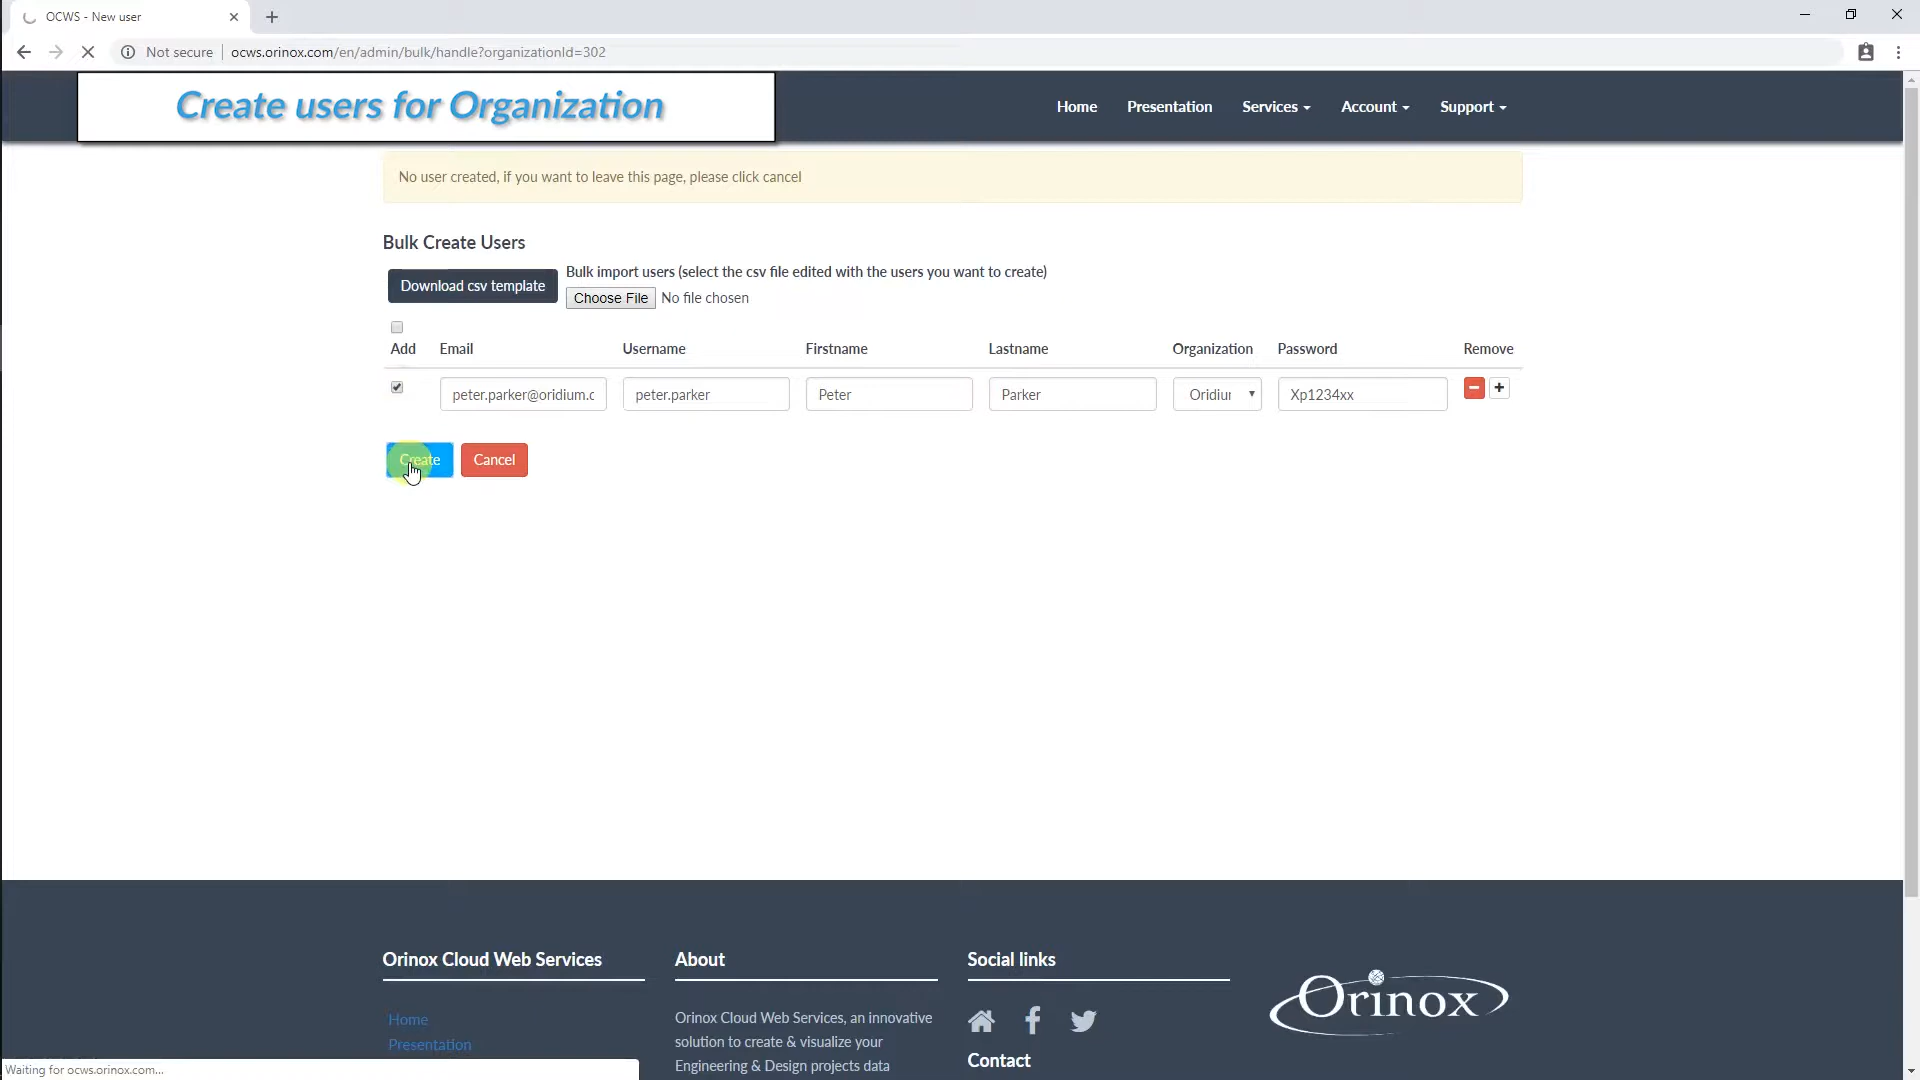 OCWS - New user
Not secure ocws.orinox.com/en/admin/bulk/handle?organizationId=302
Create users for Organization
Home Presentation Services Account Support
No user created, if you want to leave this page, please click cancel
Bulk Create Users
Download csv template
Bulk import users (select the csv file edited with the users you want to create)
Choose File No file chosen
Add Email Username Firstname Lastname Organization Password Remove
peter.parker@oridium.c peter.parker Peter Parker Oridiu Xp1234xx
Create Cancel
Orinox Cloud Web Services
Home
Presentation
About
Orinox Cloud Web Services, an innovative
solution to create & visualize your
Engineering & Design projects data
Social links
Contact
Orinox
Waiting for ocws.orinox.com...